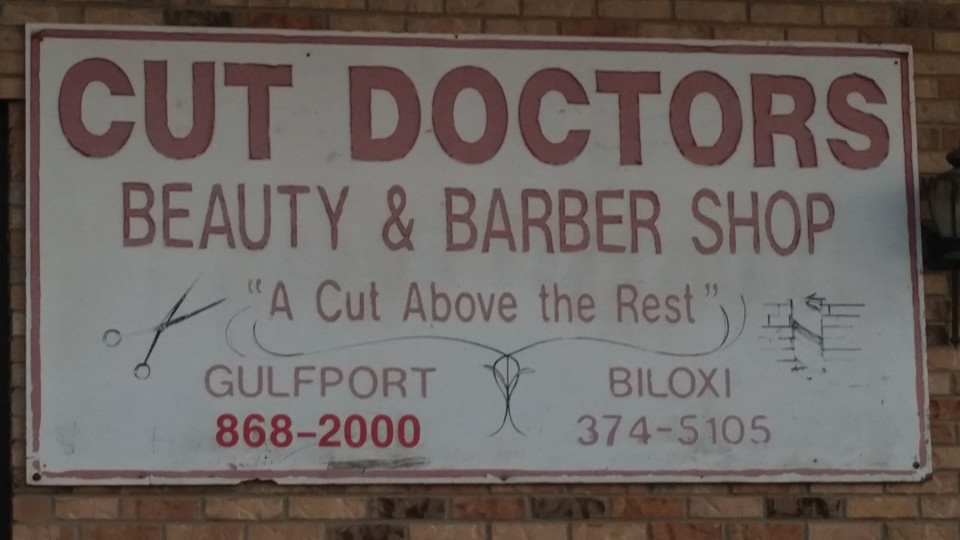 CUT DOCTORS
BEAUTY & BARBER SHOP
"A Cut Above the Rest"
GULFPORT BILOXI
868-2000 374-5105